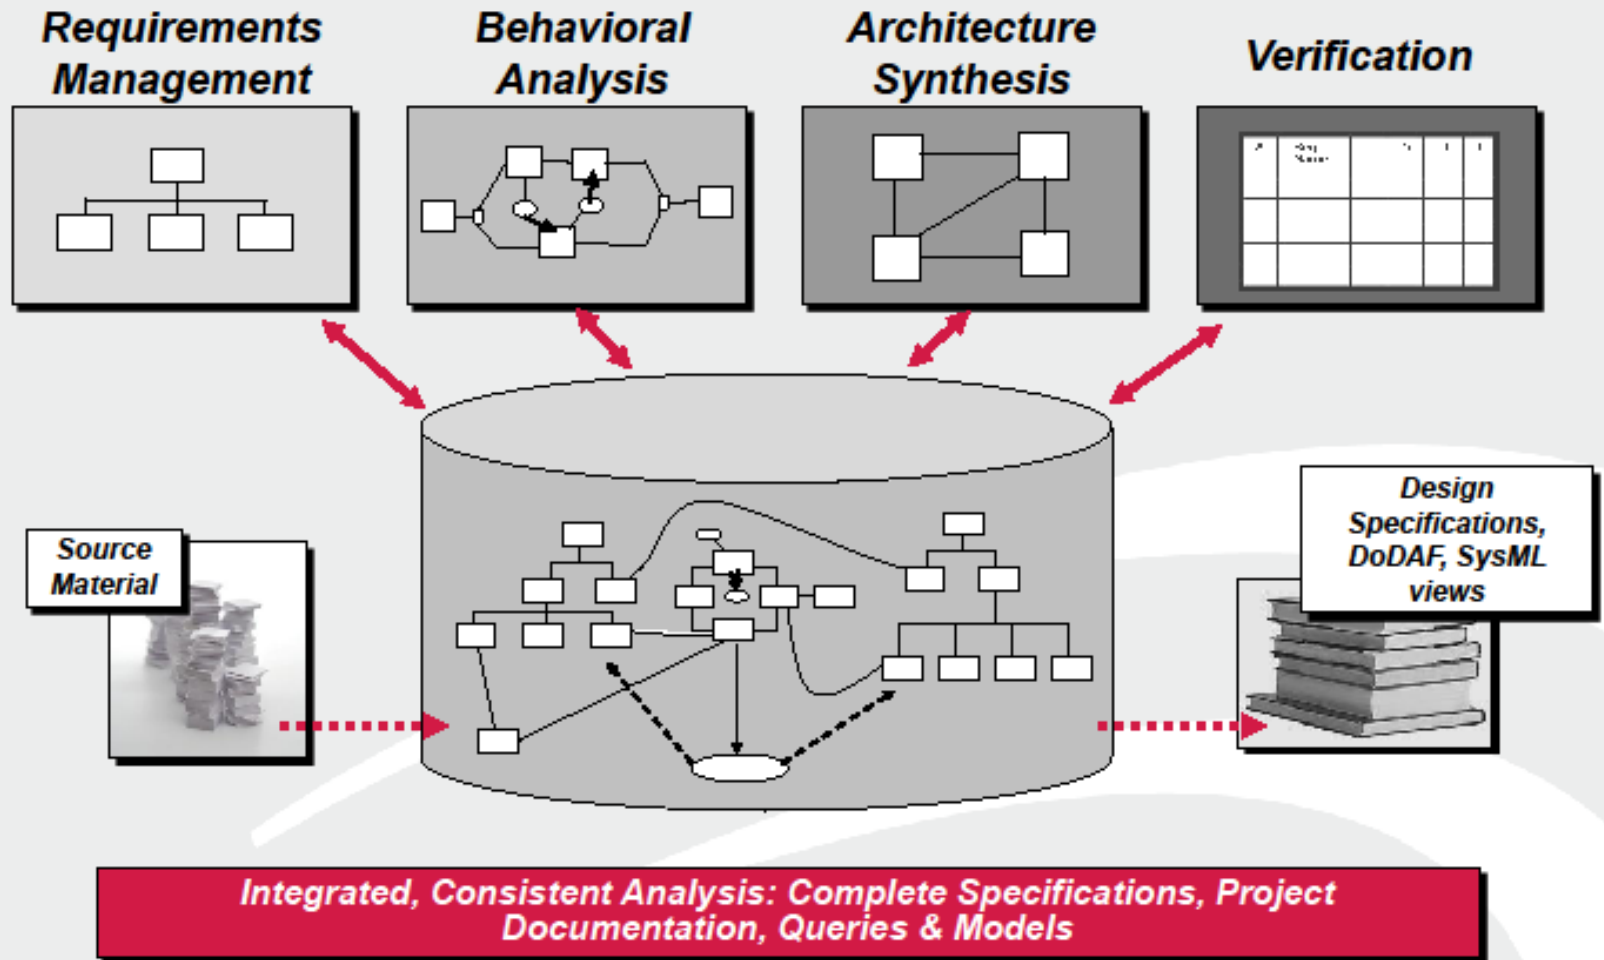 Requirements
Management
Behavioral
Analysis
Architecture
Synthesis
Verification
Source
Material
Design
Specifications,
DoDAF, SysML
views
Integrated, Consistent Analysis: Complete Specifications, Project
Documentation, Queries & Models